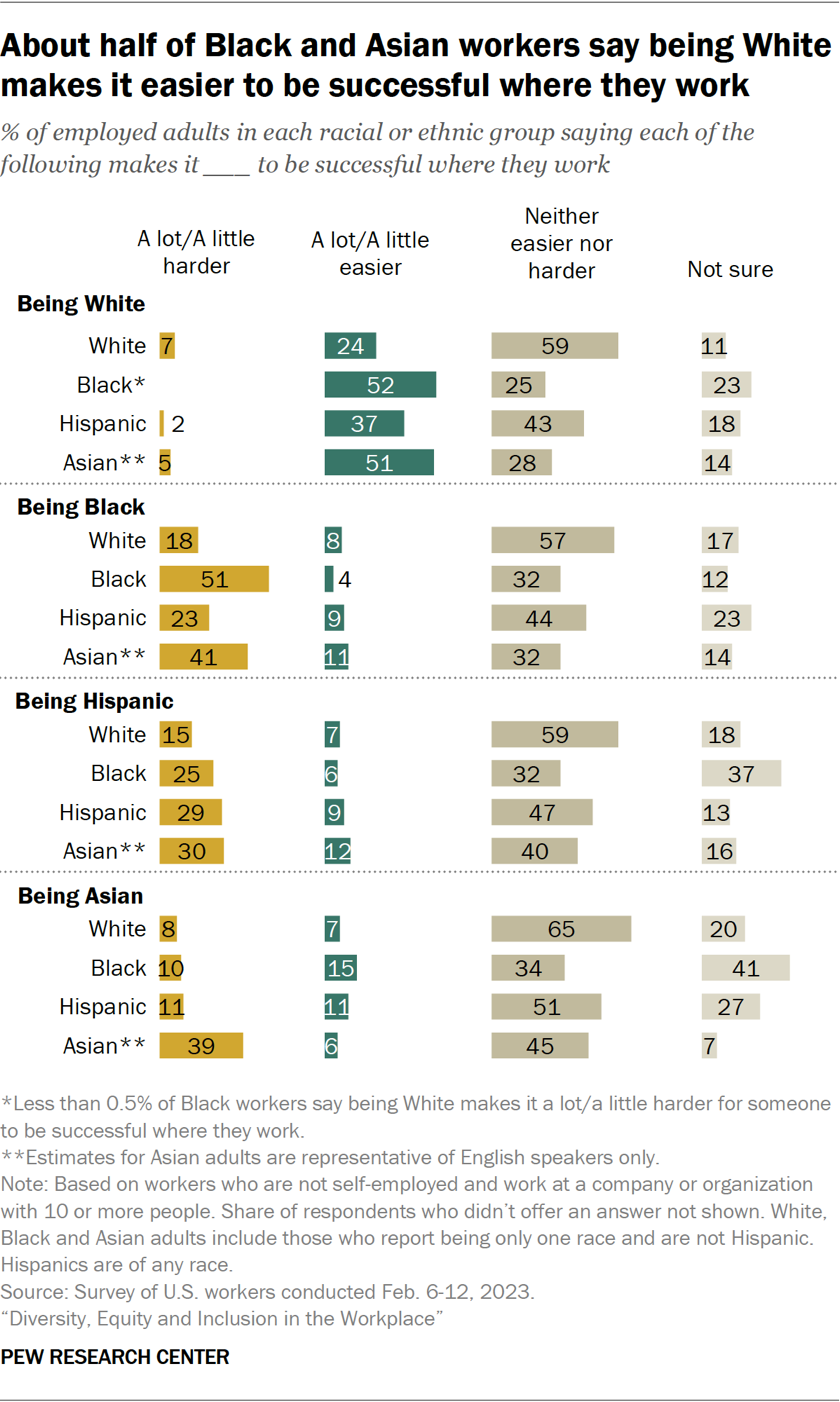 About half of Black and Asian workers say being White
makes it easier to be successful where they work
% of employed adults in each racial or ethnic group saying each of the
following makes it ___ to be successful where they work
A lot/A little
harder
A lot/A little
easier
Neither
easier nor
harder
Not sure
Being White
White 7 24 59 11
Black* 52 25 23
Hispanic 2 37 43 18
Asian** 5 51 28 14
Being Black
White 18 8 57 17
Black 51 4 32 12
Hispanic 23 9 44 23
Asian** 41 11 32 14
Being Hispanic
White 15 7 59 18
Black 25 6 32 37
Hispanic 29 9 47 13
Asian** 30 12 40 16
Being Asian
White 8 7 65 20
Black 10 15 34 41
Hispanic 11 11 51 27
Asian** 39 6 45 7
*Less than 0.5% of Black workers say being White makes it a lot/a little harder for someone
to be successful where they work.
**Estimates for Asian adults are representative of English speakers only.
Note: Based on workers who are not self-employed and work at a company or organization
with 10 or more people. Share of respondents who didn’t offer an answer not shown. White,
Black and Asian adults include those who report being only one race and are not Hispanic.
Hispanics are of any race.
Source: Survey of U.S. workers conducted Feb. 6-12, 2023.
“Diversity, Equity and Inclusion in the Workplace”
PEW RESEARCH CENTER